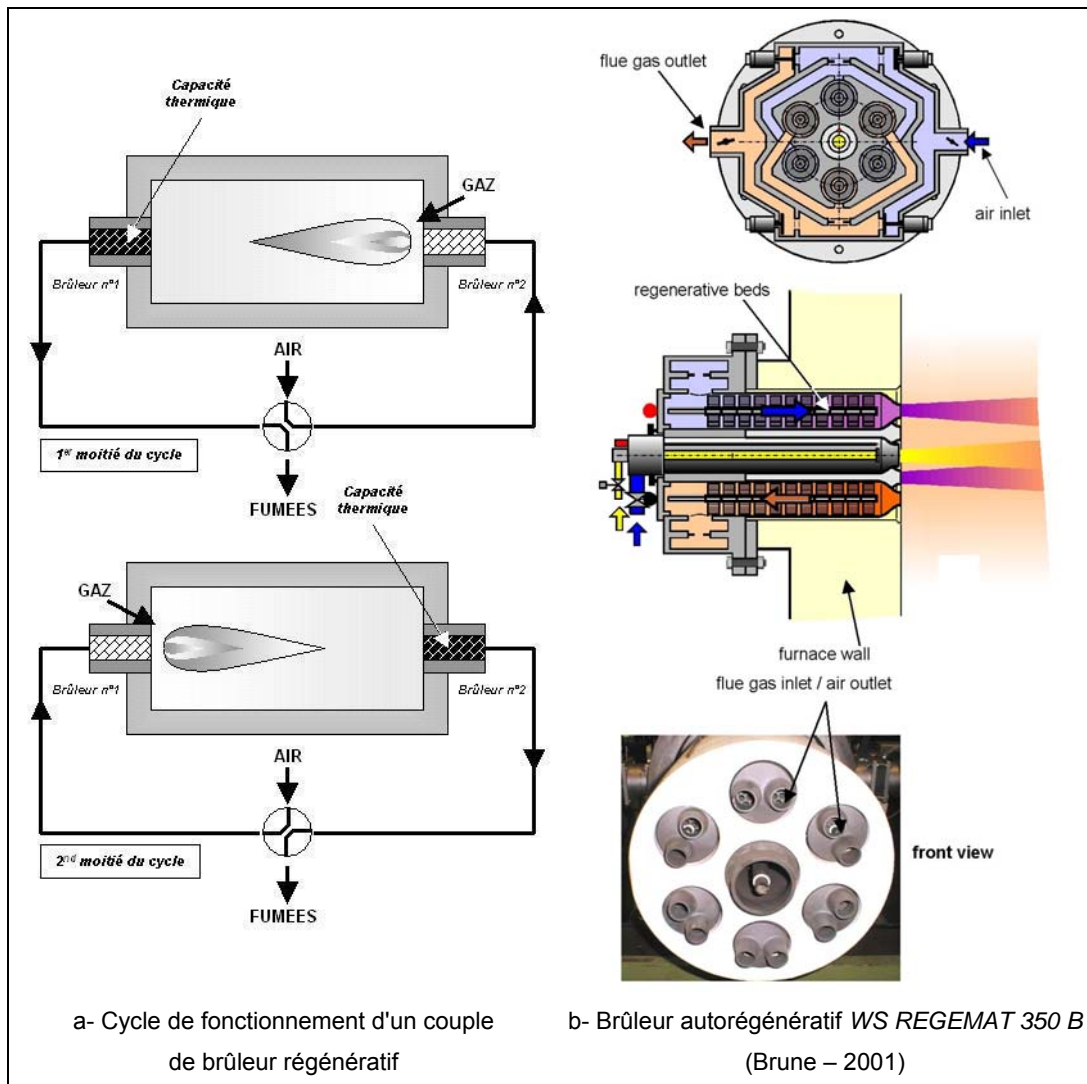 Capacité
thermique
GAZ
Brûleur n°1
Brûleur n°2
AIR
1er moitié du cycle
FUMEES
Capacité
thermique
GAZ
Brûleur n°1
Brûleur n°2
AIR
2nd moitié du cycle
FUMEES
a- Cycle de fonctionnement d'un couple
de brûleur régénératif
flue gas outlet
air inlet
regenerative beds
furnace wall
flue gas inlet / air outlet
front view
b- Brûleur autorégénératif WS REGEMAT 350 B
(Brune – 2001)